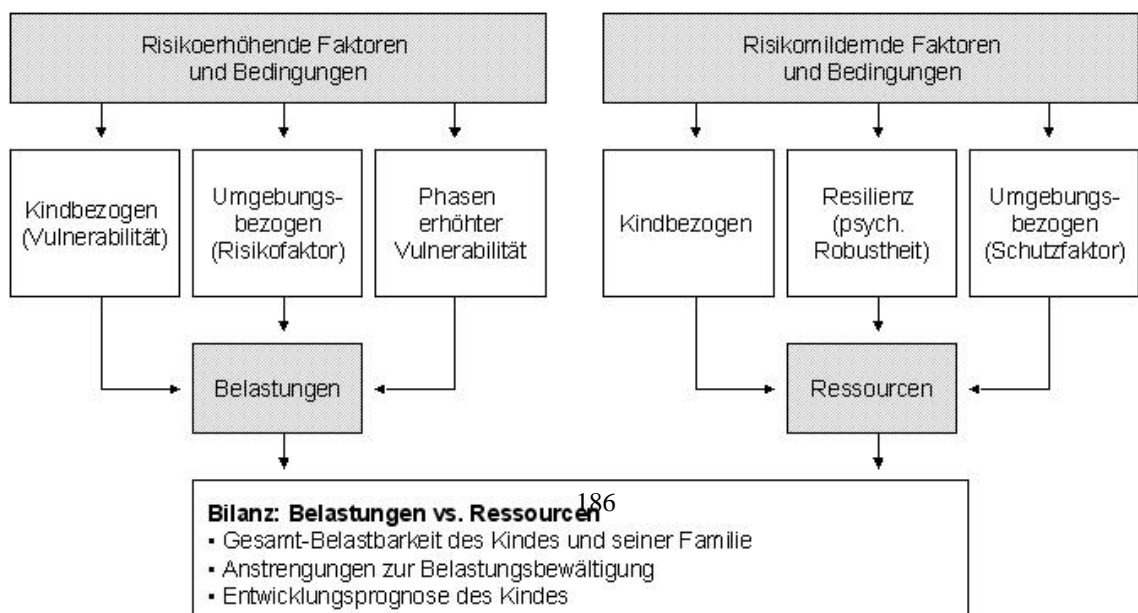 Risikoerhöhende Faktoren
und Bedingungen
Risikomildernde Faktoren
und Bedingungen
Kindbezogen
(Vulnerabilität)
Umgebungs-
bezogen
(Risikofaktor)
Phasen
erhöhter
Vulnerabilität
Kindbezogen
Resilienz
(psych.
Robustheit)
Umgebungs-
bezogen
(Schutzfaktor)
Belastungen
Ressourcen
186
Bilanz: Belastungen vs. Ressourcen
▪ Gesamt-Belastbarkeit des Kindes und seiner Familie
▪ Anstrengungen zur Belastungsbewältigung
▪ Entwicklungsprognose des Kindes